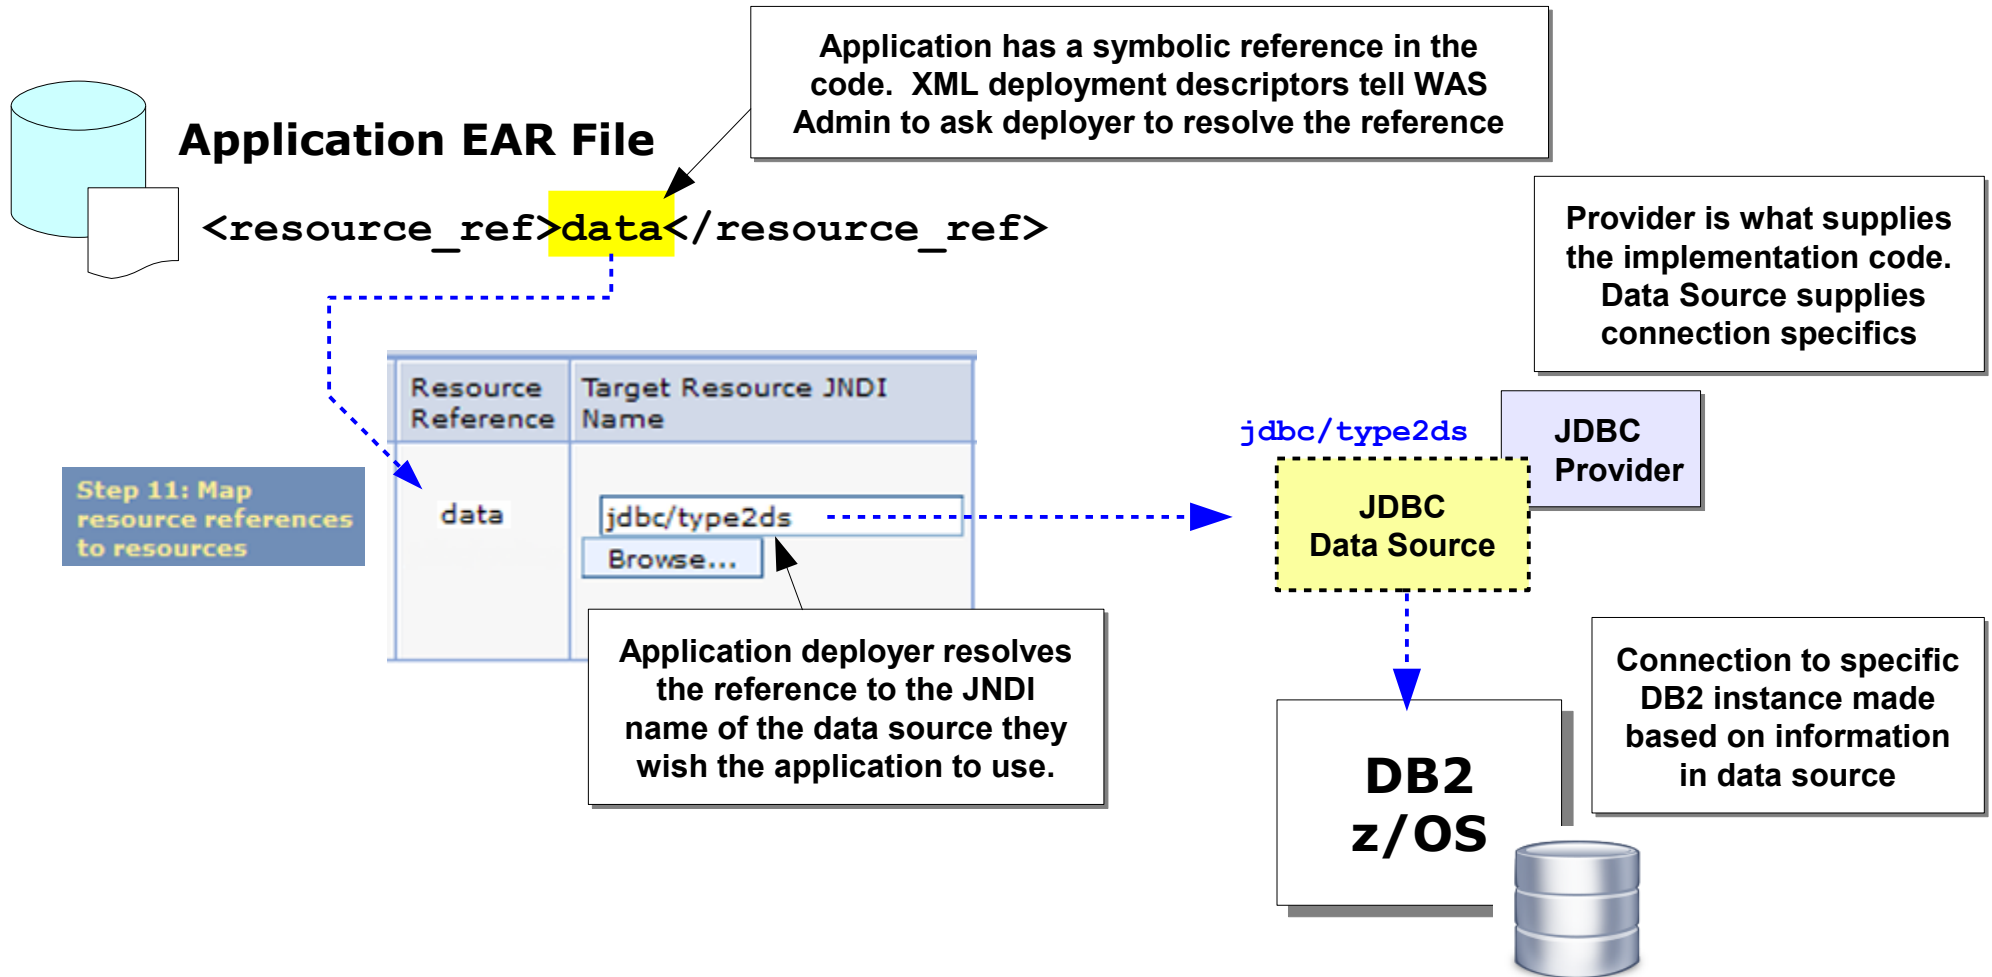 Application has a symbolic reference in the
code.  XML deployment descriptors tell WAS
Admin to ask deployer to resolve the reference
Application EAR File
<resource_ref>data</resource_ref>
Provider is what supplies
the implementation code.
Data Source supplies
connection specifics
Resource
Reference
Target Resource JNDI
Name
Step 11: Map
resource references
to resources
data
jdbc/type2ds
Browse...
jdbc/type2ds
JDBC
Provider
JDBC
Data Source
Application deployer resolves
the reference to the JNDI
name of the data source they
wish the application to use.
Connection to specific
DB2 instance made
based on information
in data source
DB2
z/OS